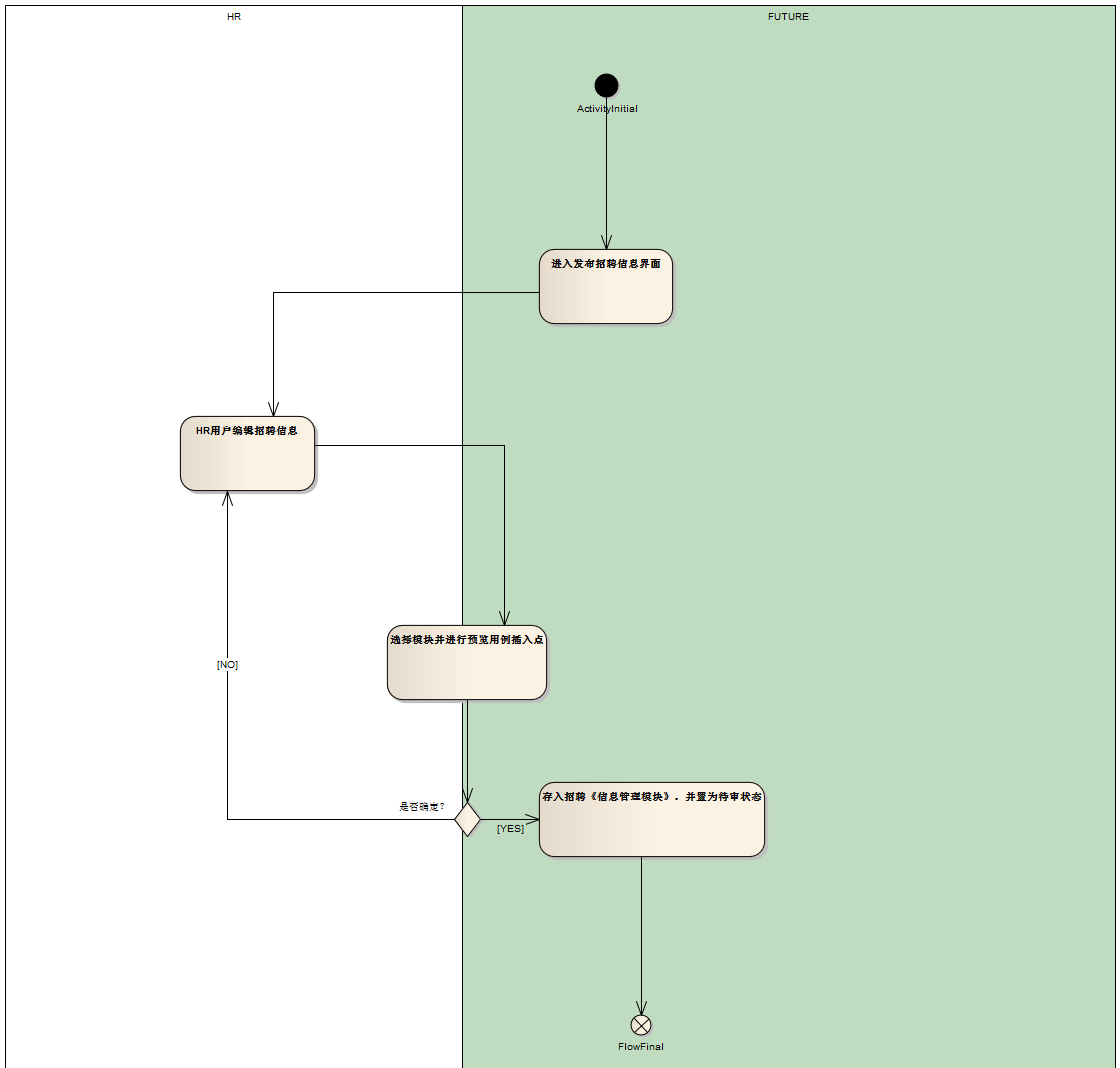 HR
FUTURE
ActivityInitial
进入发布招聘信息界面
HR用户编辑招聘信息
选择模块并进行预览用例插入点
[NO]
是否确定?
[YES]
存入招聘《信息管理模块》，并置为待审状态
FlowFinal